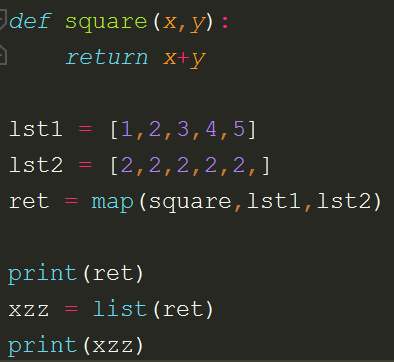 def square(x,y):
    return x+y
lst1 = [1,2,3,4,5]
lst2 = [2,2,2,2,2,]
ret = map(square,lst1,lst2)
print(ret)
xzz = list(ret)
print(xzz)